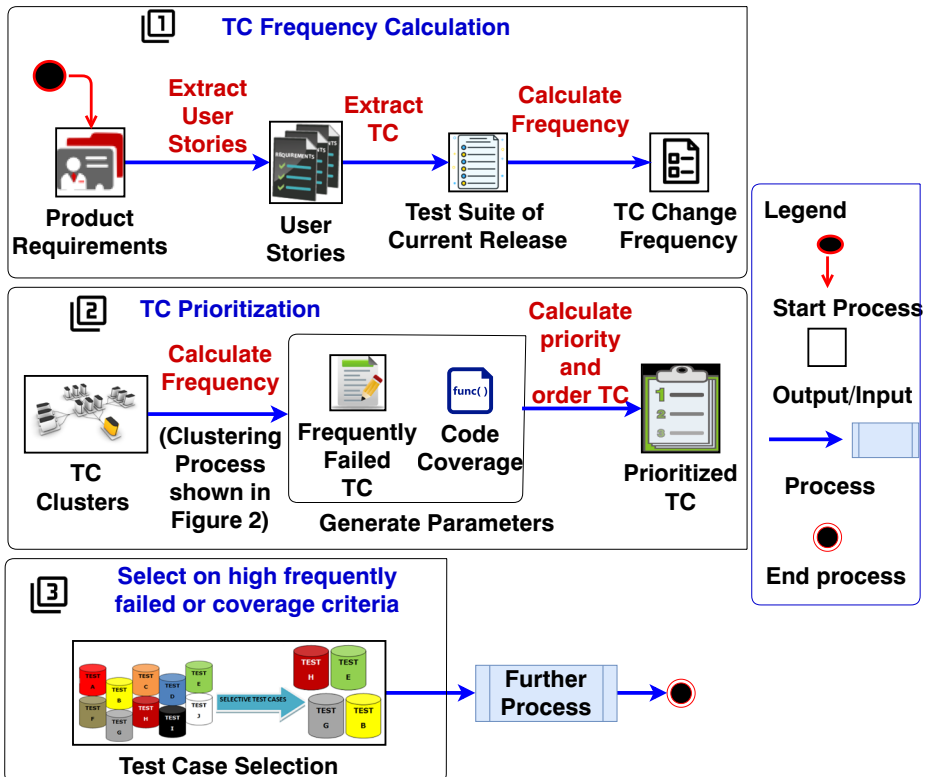 1
TC Frequency Calculation
Extract
User
Stories
Extract
TC
Calculate
Frequency
REQUIREMENTS
Product
Requirements
User
Stories
Test Suite of
Current Release
TC Change
Frequency
Legend
Start Process
Output/Input
Process
End process
2
TC Prioritization
Calculate
Frequency
(Clustering
Process
shown in
Figure 2)
TC
Clusters
Frequently
Failed
TC
func( )
Code
Coverage
Generate Parameters
Calculate
priority
and
order TC
1
2
3
Prioritized
TC
3
Select on high frequently
failed or coverage criteria
TEST
A
TEST
B
TEST
C
TEST
D
TEST
E
TEST
F
TEST
G
TEST
H
TEST
I
TEST
J
SELECTIVE TEST CASES
TEST
H
TEST
E
TEST
G
TEST
B
Test Case Selection
Further
Process